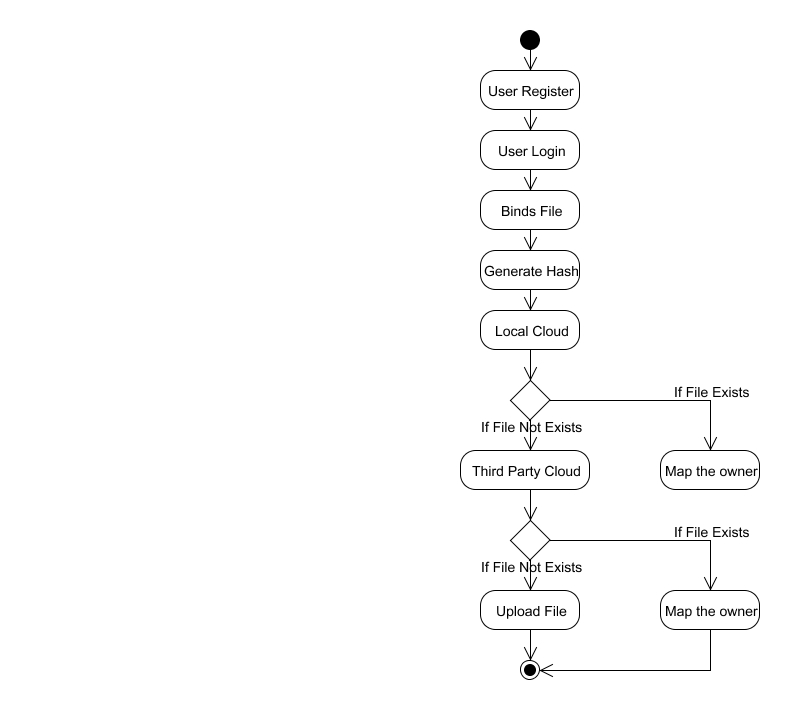 User Register
User Login
Binds File
Generate Hash
Local Cloud
If File Exists
If File Not Exists
Third Party Cloud
Map the owner
If File Exists
If File Not Exists
Upload File
Map the owner